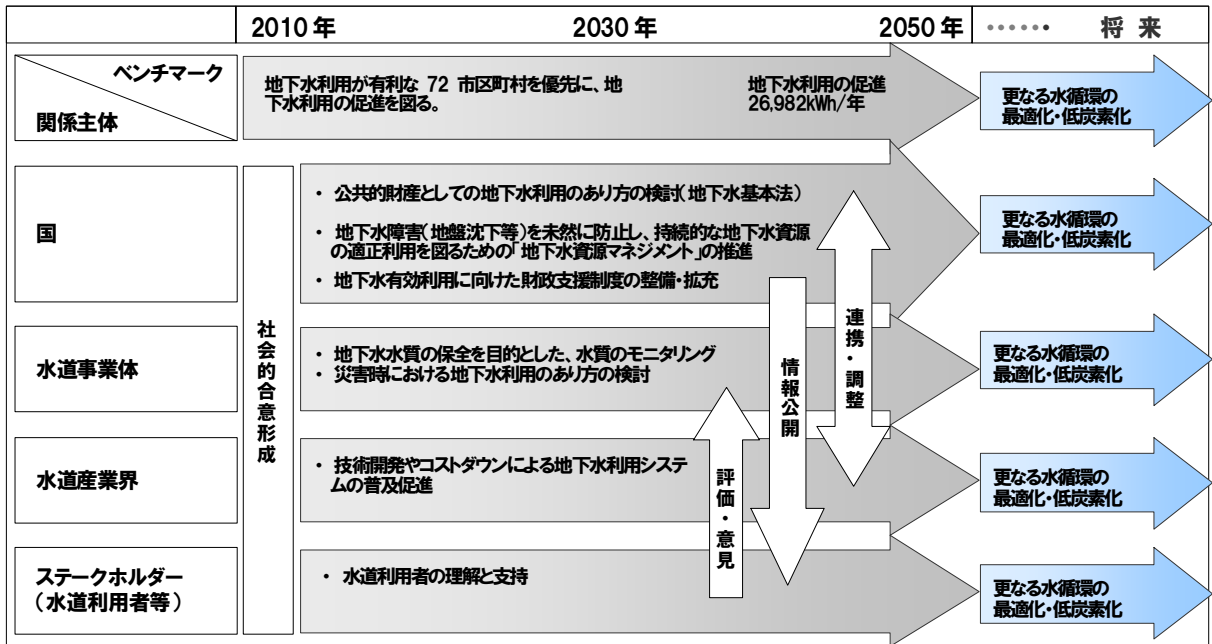 2010年 2030年 2050年 ‥‥‥ 将 来
ベンチマーク
関係主体
地下水利用が有利な 72 市区町村を優先に、地
下水利用の促進を図る。
地下水利用の促進
26,982kWh/年
更なる水循環の
最適化・低炭素化
国
社会的合意形成
・ 公共的財産としての地下水利用のあり方の検討(地下水基本法)
・ 地下水障害(地盤沈下等)を未然に防止し、持続的な地下水資源
の適正利用を図るための「地下水資源マネジメント」の推進
・ 地下水有効利用に向けた財政支援制度の整備・拡充
連携・調整
情報公開
評価・意見
更なる水循環の
最適化・低炭素化
水道事業体
・ 地下水水質の保全を目的とした、水質のモニタリング
・ 災害時における地下水利用のあり方の検討
更なる水循環の
最適化・低炭素化
水道産業界
・ 技術開発やコストダウンによる地下水利用システ
ムの普及促進
更なる水循環の
最適化・低炭素化
ステークホルダー
(水道利用者等)
・ 水道利用者の理解と支持
更なる水循環の
最適化・低炭素化